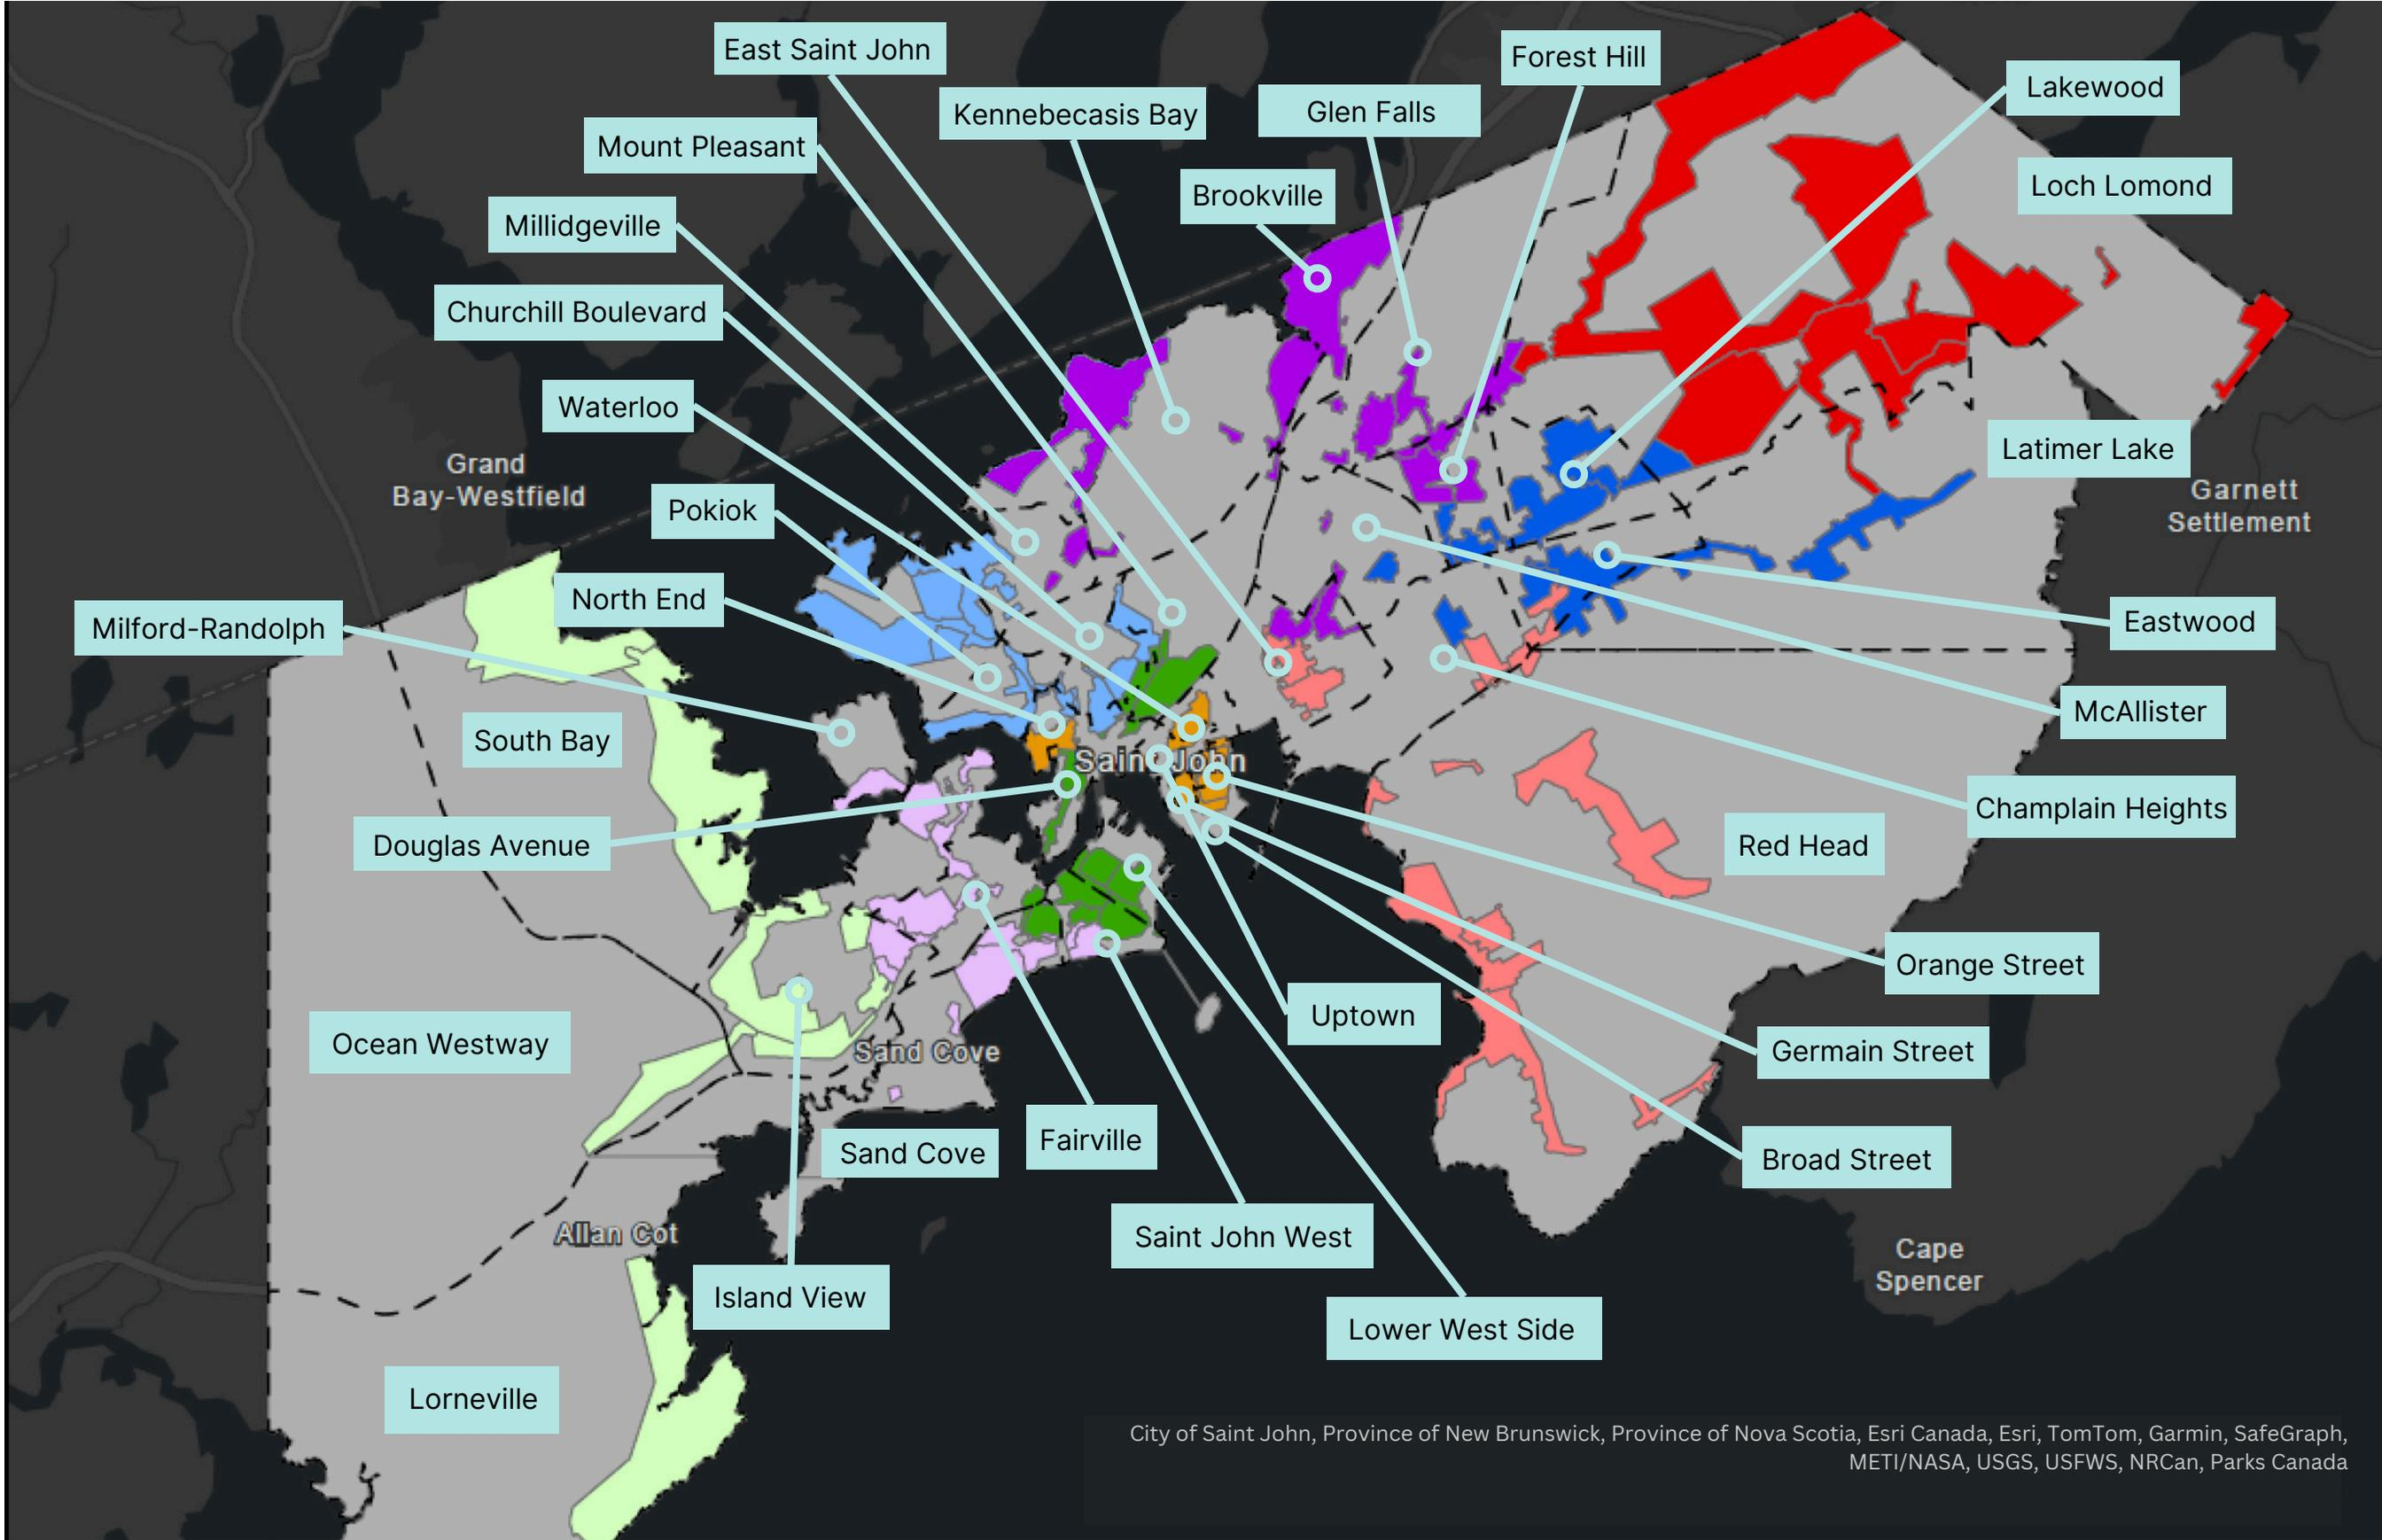 East Saint John
Forest Hill
Lakewood
Kennebecasis Bay
Glen Falls
Mount Pleasant
Brookville
Loch Lomond
Millidgeville
Churchill Boulevard
Waterloo
Latimer Lake
Grand
Bay-Westfield
Garnett
Settlement
Pokiok
North End
Milford-Randolph
Eastwood
McAllister
South Bay
Saint John
Champlain Heights
Douglas Avenue
Red Head
Orange Street
Uptown
Ocean Westway
Sand Cove
Germain Street
Fairville
Sand Cove
Broad Street
Allan Cot
Saint John West
Cape
Spencer
Island View
Lower West Side
Lorneville
City of Saint John, Province of New Brunswick, Province of Nova Scotia, Esri Canada, Esri, TomTom, Garmin, SafeGraph,
METI/NASA, USGS, USFWS, NRCan, Parks Canada